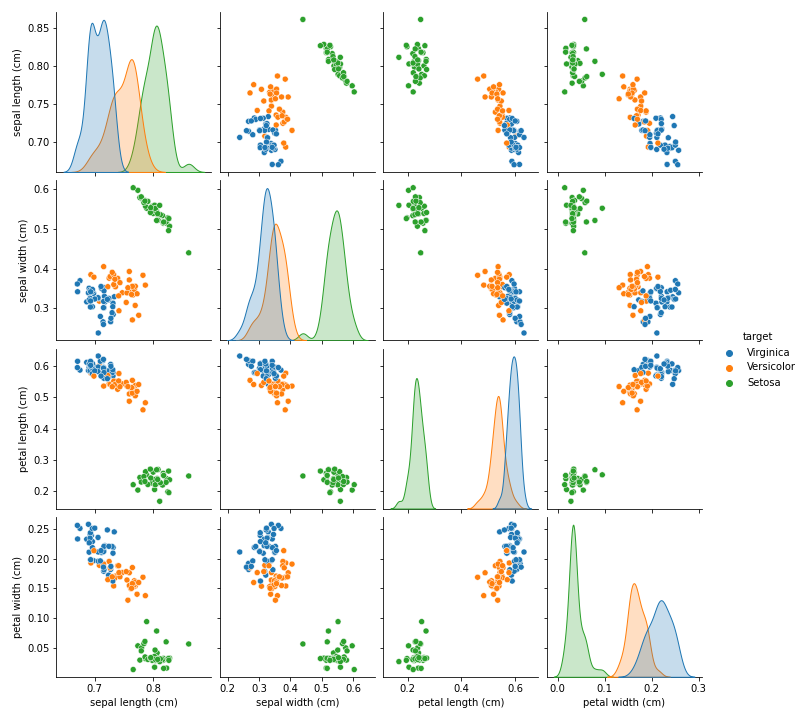 sepal length (cm)
0.85
0.80
0.75
0.70
sepal width (cm)
0.6
0.5
0.4
0.3
target
Virginica
Versicolor
Setosa
petal length (cm)
0.6
0.5
0.4
0.3
0.2
petal width (cm)
0.25
0.20
0.15
0.10
0.05
0.7 0.8
0.2 0.3 0.4 0.5 0.6
0.2 0.4 0.6
0.0 0.1 0.2 0.3
sepal length (cm)
sepal width (cm)
petal length (cm)
petal width (cm)